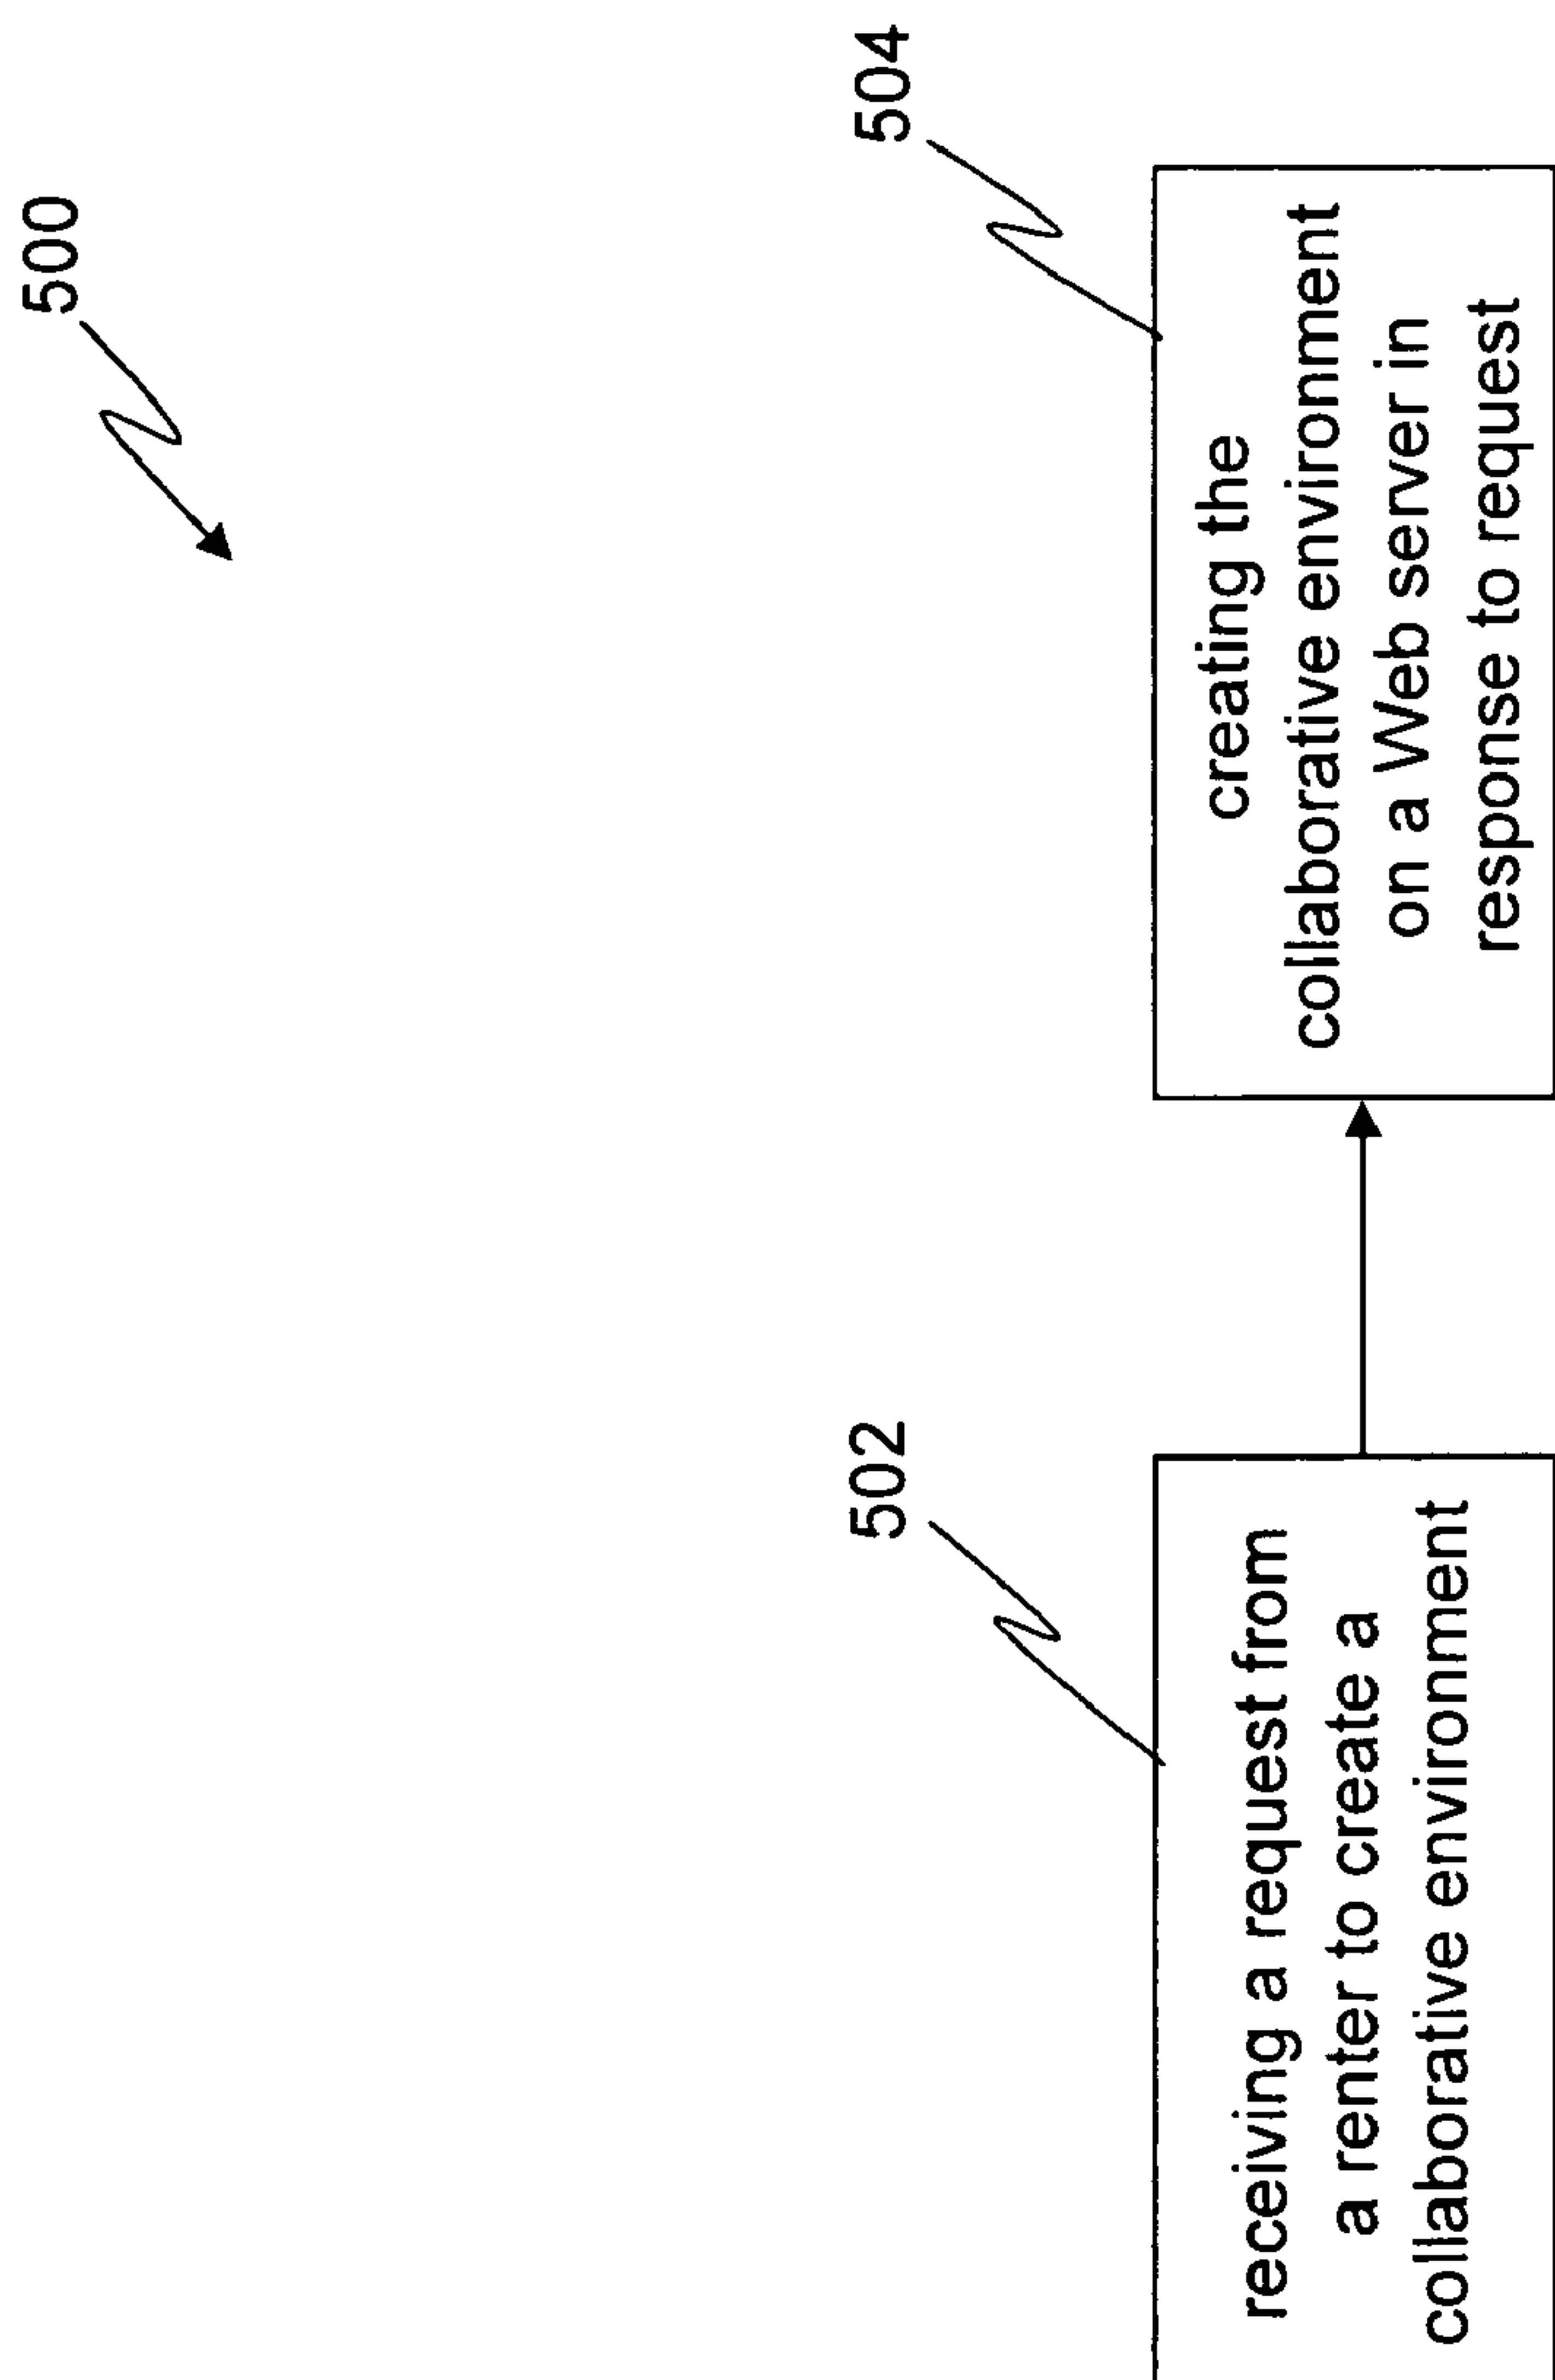 500
502
receiving a request from
a renter to create a
collaborative environment
504
creating the
collaborative environment
on a Web server in
response to request